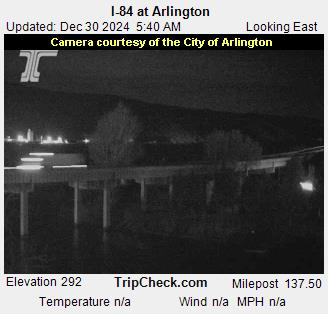 I-84 at Arlington
Updated: Dec 30 2024 5:40 AM Looking East
Camera courtesy of the City of Arlington
Elevation 292 TripCheck.com Milepost 137.50
Temperature n/a Wind n/a MPH n/a